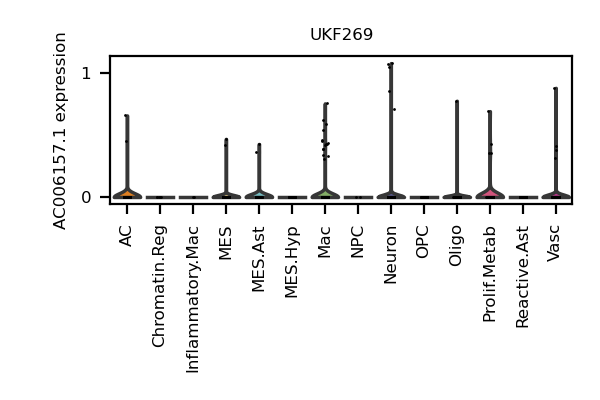 UKF269
AC006157.1 expression
1
0
AC
Chromatin.Reg
Inflammatory.Mac
MES
MES.Ast
MES.Hyp
Mac
NPC
Neuron
OPC
Oligo
Prolif.Metab
Reactive.Ast
Vasc